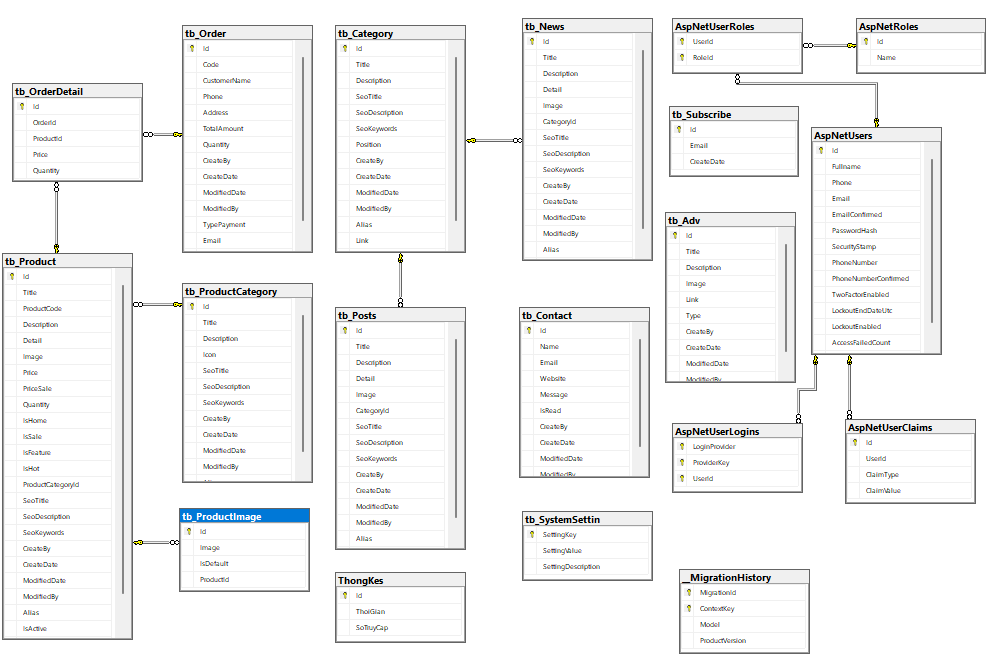 tb_OrderDetail
Id
OrderId
ProductId
Price
Quantity
tb_Order
Id
Code
CustomerName
Phone
Address
TotalAmount
Quantity
CreateBy
CreateDate
ModifiedDate
ModifiedBy
TypePayment
Email
tb_Category
Id
Title
Description
SeoTitle
SeoDescription
SeoKeywords
Position
CreateBy
CreateDate
ModifiedDate
ModifiedBy
Alias
Link
tb_News
Id
Title
Description
Detail
Image
CategoryId
SeoTitle
SeoDescription
SeoKeywords
CreateBy
CreateDate
ModifiedDate
ModifiedBy
Alias
AspNetUserRoles
UserId
RoleId
AspNetRoles
Id
Name
tb_Subscribe
Id
Email
CreateDate
AspNetUsers
Id
Fullname
Phone
Email
EmailConfirmed
PasswordHash
SecurityStamp
PhoneNumber
PhoneNumberConfirmed
TwoFactorEnabled
LockoutEndDateUtc
LockoutEnabled
AccessFailedCount
tb_Adv
Id
Title
Description
Image
Link
Type
CreateBy
CreateDate
ModifiedDate
ModifiedBy
tb_Product
Id
Title
ProductCode
Description
Detail
Image
Price
PriceSale
Quantity
IsHome
IsSale
IsFeature
IsHot
ProductCategoryId
SeoTitle
SeoDescription
SeoKeywords
CreateBy
CreateDate
ModifiedDate
ModifiedBy
Alias
IsActive
tb_ProductCategory
Id
Title
Description
Icon
SeoTitle
SeoDescription
SeoKeywords
CreateBy
CreateDate
ModifiedDate
ModifiedBy
tb_Posts
Id
Title
Description
Detail
Image
CategoryId
SeoTitle
SeoDescription
SeoKeywords
CreateBy
CreateDate
ModifiedDate
ModifiedBy
Alias
tb_Contact
Id
Name
Email
Website
Message
IsRead
CreateBy
CreateDate
ModifiedDate
ModifiedBy
AspNetUserLogins
LoginProvider
ProviderKey
UserId
AspNetUserClaims
Id
UserId
ClaimType
ClaimValue
tb_ProductImage
Id
Image
IsDefault
ProductId
tb_SystemSettin
SettingKey
SettingValue
SettingDescription
ThongKes
Id
ThoiGian
SoTruyCap
__MigrationHistory
MigrationId
ContextKey
Model
ProductVersion